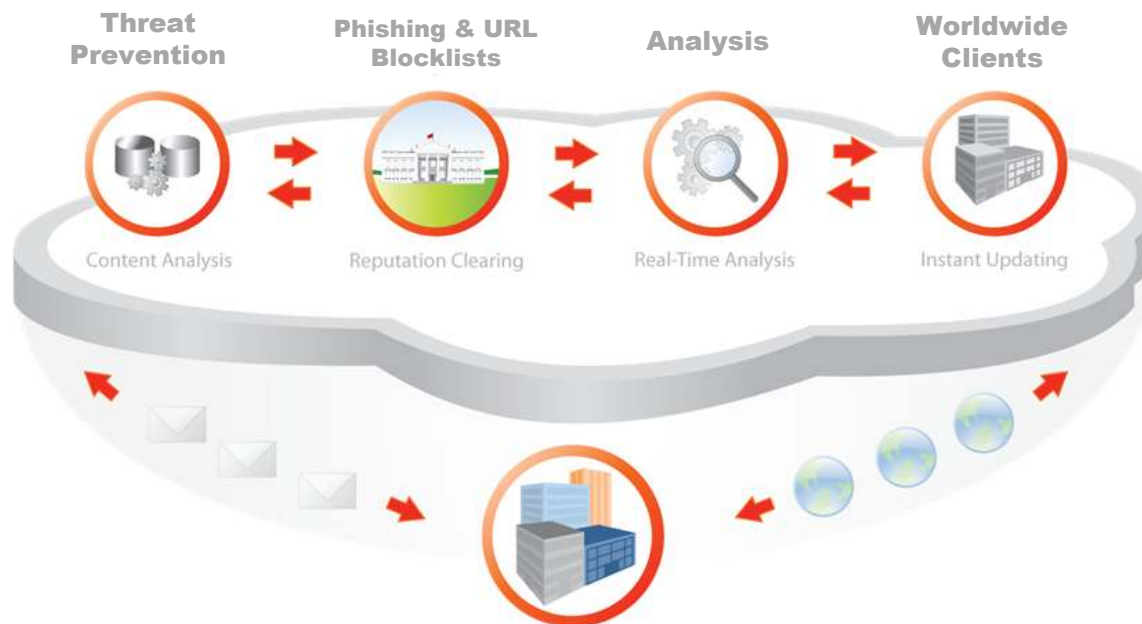 Threat
Prevention
Phishing & URL
Blocklists
Analysis
Worldwide
Clients
Content Analysis
Reputation Clearing
Real-Time Analysis
Instant Updating